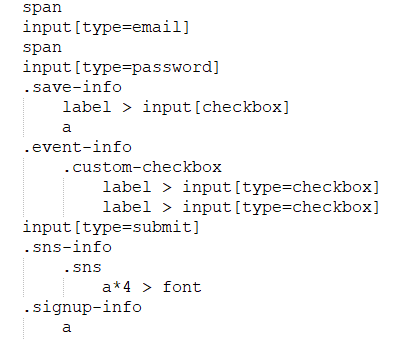 span
input[type=email]
span
input[type=password]
.save-info
label > input[checkbox]
a
.event-info
.custom-checkbox
label > input[type=checkbox]
label > input[type=checkbox]
input[type=submit]
.sns-info
.sns
a*4 > font
.signup-info
a